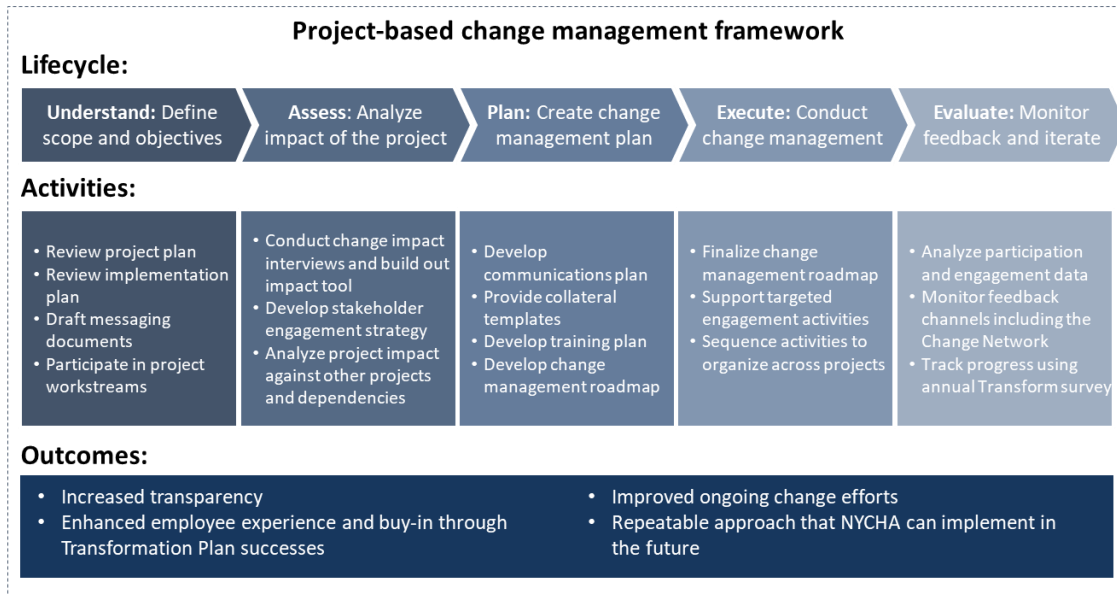 Project-based change management framework
Lifecycle:
Understand: Define
scope and objectives
Assess: Analyze
impact of the project
Plan: Create change
management plan
Execute: Conduct
change management
Evaluate: Monitor
feedback and iterate
Activities:
• Review project plan
• Review implementation
plan
• Draft messaging
documents
• Participate in project
workstreams
• Conduct change impact
interviews and build out
impact tool
• Develop stakeholder
engagement strategy
• Analyze project impact
against other projects
and dependencies
• Develop
communications plan
• Provide collateral
templates
• Develop training plan
• Develop change
management roadmap
• Finalize change
management roadmap
• Support targeted
engagement activities
• Sequence activities to
organize across projects
• Analyze participation
and engagement data
• Monitor feedback
channels including the
Change Network
• Track progress using
annual Transform survey
Outcomes:
• Increased transparency
• Enhanced employee experience and buy-in through
Transformation Plan successes
• Improved ongoing change efforts
• Repeatable approach that NYCHA can implement in
the future